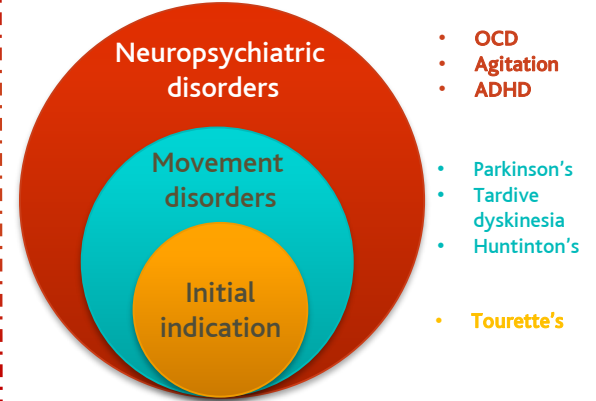 Neuropsychiatric
disorders
• OCD
• Agitation
• ADHD
Movement
disorders
• Parkinson's
• Tardive
dyskinesia
• Huntinton's
Initial
indication
• Tourette's